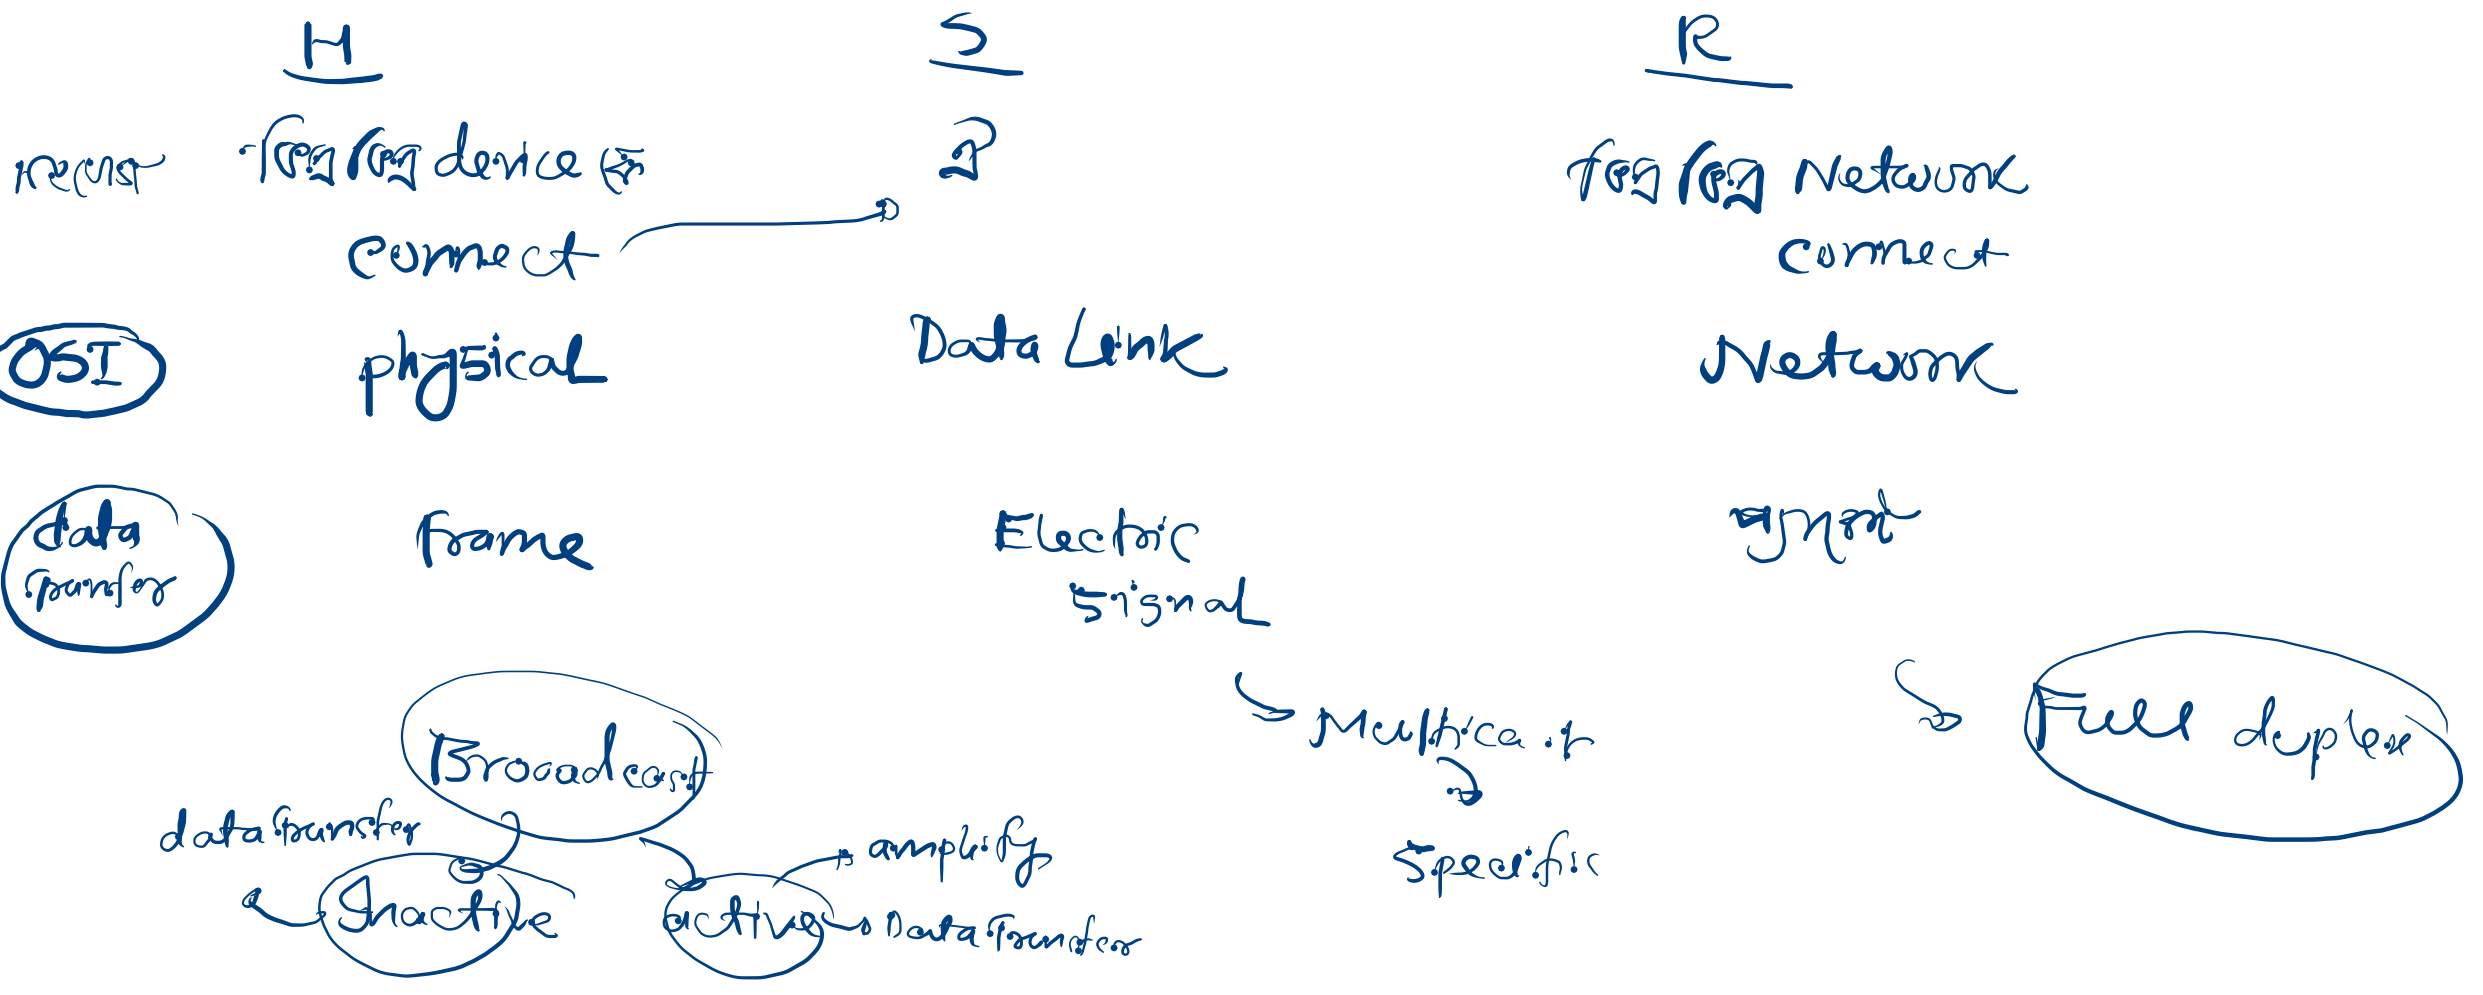 H S R
ভিন্ন ভিন্ন device কে ঐ ভিন্ন ভিন্ন Network
connect connect
OSI physical Data Link Network
data Frame Electric
Transfer Signal
Broadcast Multicast Full duplex
data Transfer amplify Specific
Inactive active Data Transfer